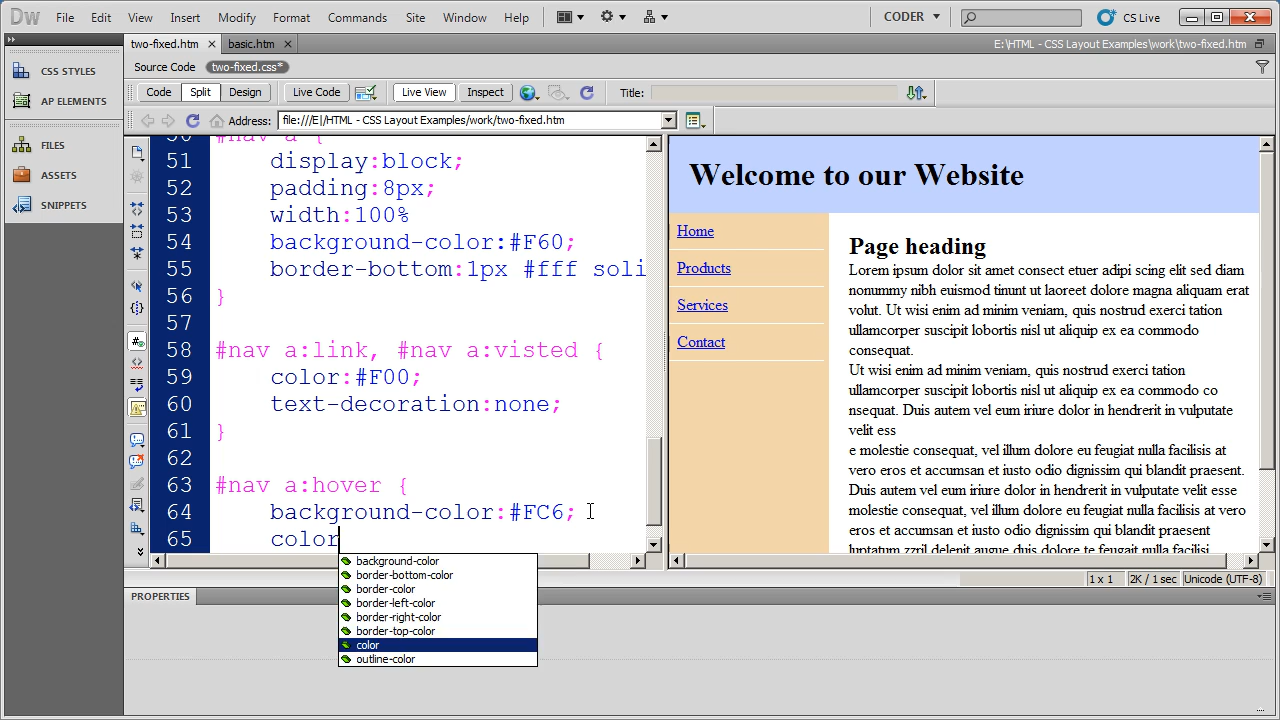 Dw File Edit View Insert Modify Format Commands Site Window Help CODER CS Live
two-fixed.htm basic.htm E:\HTML - CSS Layout Examples\work\two-fixed.htm
Source Code two-fixed.css*
Code Split Design Live Code Live View Inspect Title:
Address: file:///E|/HTML - CSS Layout Examples/work/two-fixed.htm
CSS STYLES
AP ELEMENTS
FILES
ASSETS
SNIPPETS
50 #nav a {
51 display:block;
52 padding:8px;
53 width:100%
54 background-color:#F60;
55 border-bottom:1px #fff soli
56 }
57
58 #nav a:link, #nav a:visted {
59 color:#F00;
60 text-decoration:none;
61 }
62
63 #nav a:hover {
64 background-color:#FC6;
65 color
background-color
border-bottom-color
border-color
border-left-color
border-right-color
border-top-color
color
outline-color
Welcome to our Website
Home
Products
Services
Contact
Page heading
Lorem ipsum dolor sit amet consect etuer adipi scing elit sed diam
nonummy nibh euismod tinunt ut laoreet dolore magna aliquam erat
volut. Ut wisi enim ad minim veniam, quis nostrud exerci tation
ullamcorper suscipit lobortis nisl ut aliquip ex ea commodo
consequat.
Ut wisi enim ad minim veniam, quis nostrud exerci tation
ullamcorper suscipit lobortis nisl ut aliquip ex ea commodo co
nsequat. Duis autem vel eum iriure dolor in hendrerit in vulputate
velit ess
e molestie consequat, vel illum dolore eu feugiat nulla facilisis at
vero eros et accumsan et iusto odio dignissim qui blandit praesent.
Duis autem vel eum iriure dolor in hendrerit in vulputate velit esse
molestie consequat, vel illum dolore eu feugiat nulla facilisis at
vero eros et accumsan et iusto odio dignissim qui blandit praesent
luptatum zzril delenit augue duis dolore te feugait nulla facilisi.
1 x 1 2K / 1 sec Unicode (UTF-8)
PROPERTIES